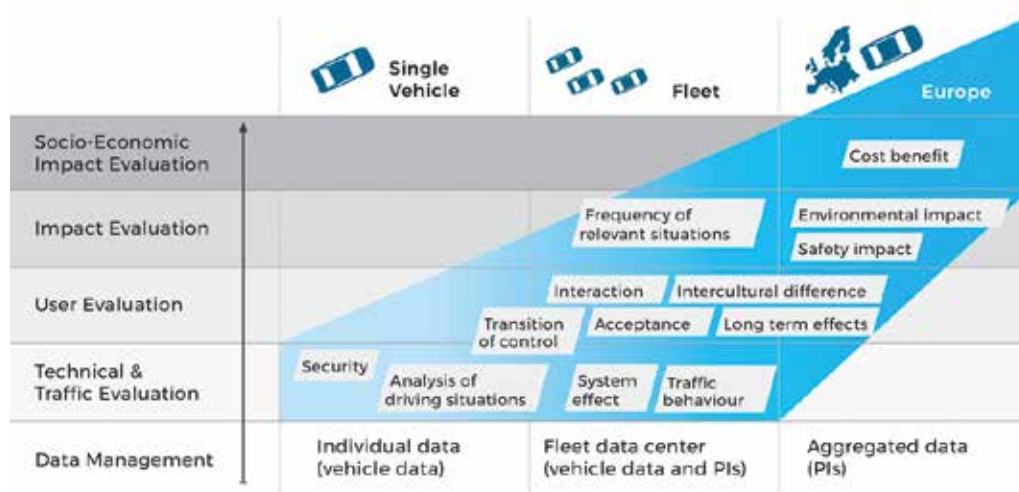 Single
Vehicle
Fleet
Europe
Socio-Economic
Impact Evaluation
Cost benefit
Impact Evaluation
Frequency of
relevant situations
Environmental impact
Safety impact
User Evaluation
Interaction
Intercultural difference
Transition
of control
Acceptance
Long term effects
Technical &
Traffic Evaluation
Security
Analysis of
driving situations
System
effect
Traffic
behaviour
Data Management
Individual data
(vehicle data)
Fleet data center
(vehicle data and PIs)
Aggregated data
(PIs)